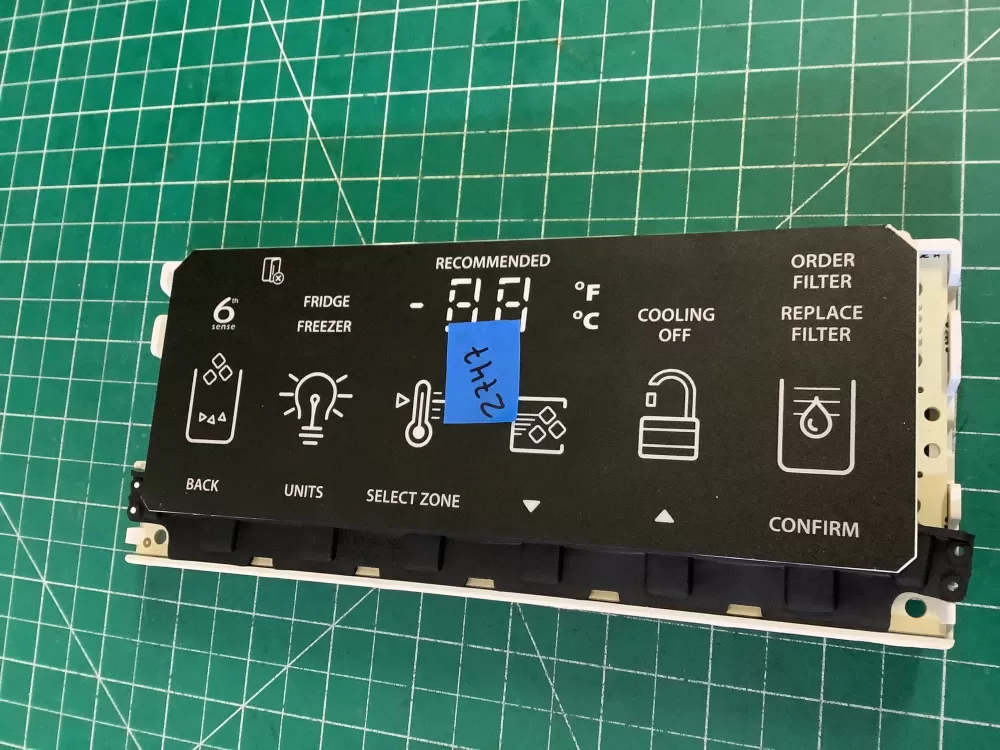 RECOMMENDED
ORDER
FILTER
6th
sense
FRIDGE
FREEZER
- 88
°F
°C
COOLING
OFF
REPLACE
FILTER
2747
BACK
UNITS
SELECT ZONE
CONFIRM